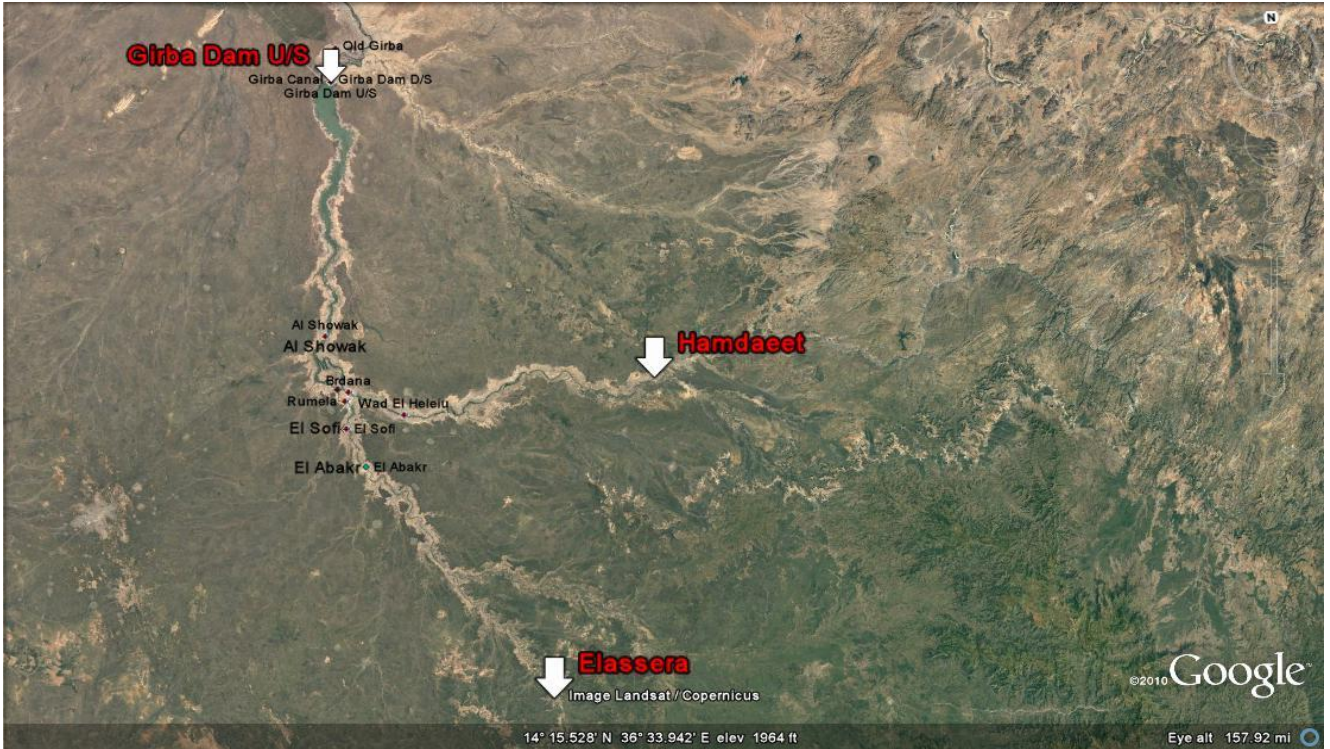 N
Girba Dam U/S
Old Girba
Girba Canal
Girba Dam D/S
Girba Dam U/S
Al Showak
Al Showak
Hamdaeet
Brdana
Rumela
Wad El Heleiu
El Sofi
El Sofi
El Abakr
El Abakr
Elassera
Image Landsat / Copernicus
©2010 Google™
14° 15.528' N 36° 33.942' E elev 1964 ft
Eye alt 157.92 mi